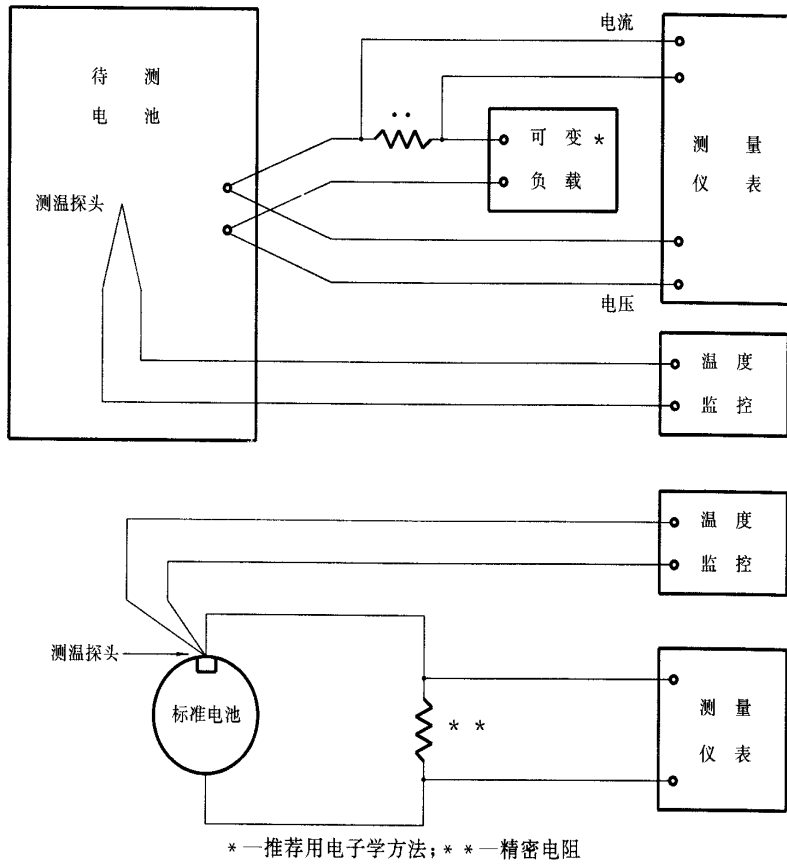 电流
待 测
电 池
可 变 *
负 载
测 量
仪 表
测温探头
电压
温 度
监 控
温 度
监 控
测温探头
标准电池
* *
测 量
仪 表
*—推荐用电子学方法; * *—精密电阻